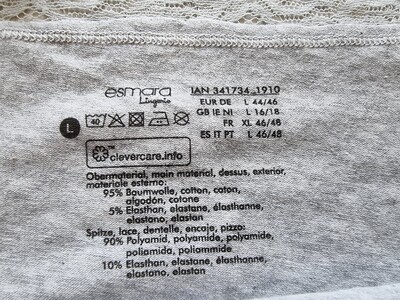 esmara
Lingerie
IAN 341734_1910
EUR DE L 44/46
GB IE NI L 16/18
FR XL 46/48
ES IT PT L 46/48
L
40
clevercare.info
Obermaterial, main material, dessus, exterior,
materiale esterno:
95% Baumwolle, cotton, coton,
algodón, cotone
5% Elasthan, elastane, élasthanne,
elastano, elastan
Spitze, lace, dentelle, encaje, pizzo:
90% Polyamid, polyamide, polyamide,
poliamida, poliammide
10% Elasthan, elastane, élasthanne,
elastano, elastan